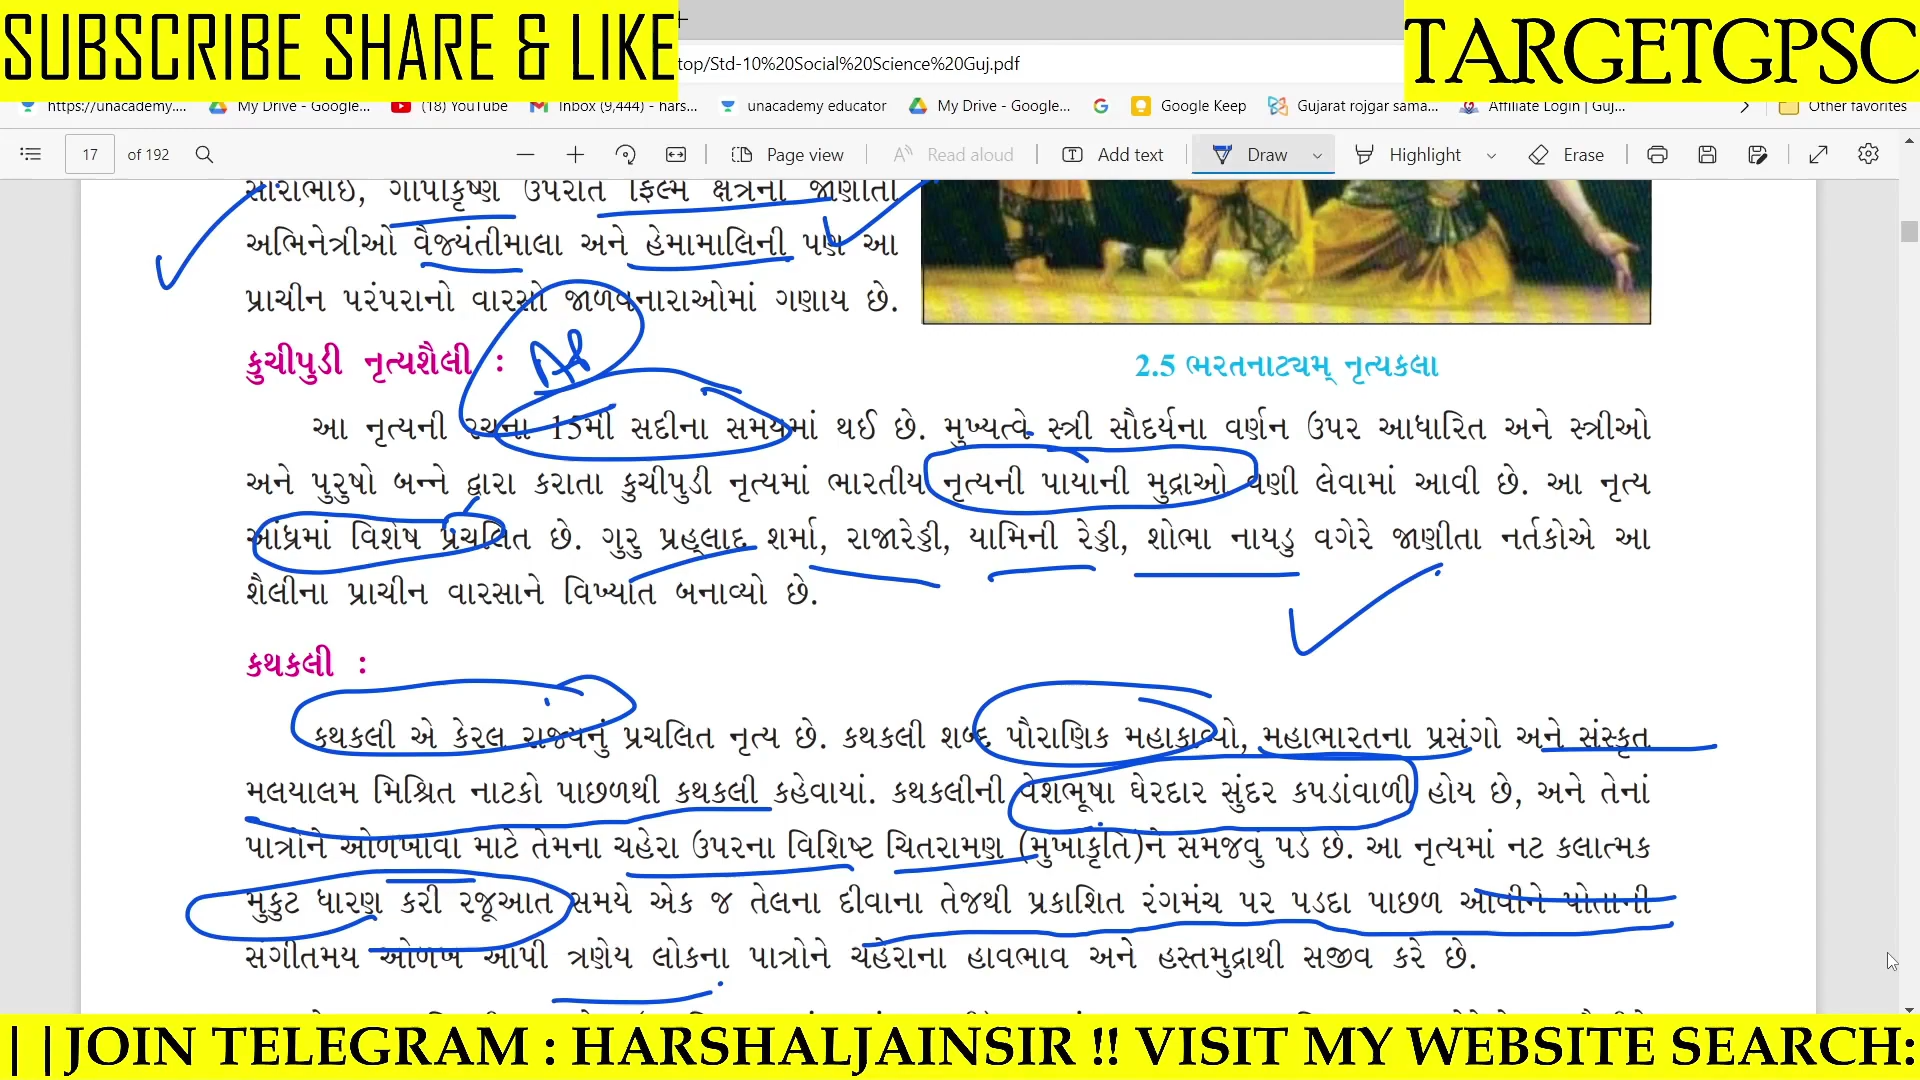 SUBSCRIBE SHARE & LIKE
TARGETGPSC
top/Std-10%20Social%20Science%20Guj.pdf
https://unacademy.... My Drive - Google... (18) YouTube Inbox (9,444) - hars... unacademy educator My Drive - Google... Google Keep Gujarat rojgar sama... Affiliate Login | Guj... Other favorites
17 of 192 Page view Read aloud Add text Draw Highlight Erase
સારાભાઇ, ગોપીકૃષ્ણ ઉપરાંત ફિલ્મ ક્ષેત્રની જાણીતી
અભિનેત્રીઓ વૈજ્યંતીમાલા અને હેમામાલિની પણ આ
પ્રાચીન પરંપરાનો વારસો જાળવનારાઓમાં ગણાય છે.
2.5 ભરતનાટ્યમ્ નૃત્યકલા
કુચીપુડી નૃત્યશૈલી :
આ નૃત્યની રચના 15મી સદીના સમયમાં થઈ છે. મુખ્યત્વે સ્ત્રી સૌદર્યના વર્ણન ઉપર આધારિત અને સ્ત્રીઓ
અને પુરુષો બન્ને દ્વારા કરાતા કુચીપુડી નૃત્યમાં ભારતીય નૃત્યની પાયાની મુદ્રાઓ વણી લેવામાં આવી છે. આ નૃત્ય
આંધ્રમાં વિશેષ પ્રચલિત છે. ગુરુ પ્રહ્લાદ શર્મા, રાજારેડ્ડી, યામિની રેડ્ડી, શોભા નાયડુ વગેરે જાણીતા નર્તકોએ આ
શૈલીના પ્રાચીન વારસાને વિખ્યાત બનાવ્યો છે.
કથકલી :
કથકલી એ કેરલ રાજ્યનું પ્રચલિત નૃત્ય છે. કથકલી શબ્દ પૌરાણિક મહાકાવ્યો, મહાભારતના પ્રસંગો અને સંસ્કૃત
મલયાલમ મિશ્રિત નાટકો પાછળથી કથકલી કહેવાયાં. કથકલીની વેશભૂષા ઘેરદાર સુંદર કપડાંવાળી હોય છે, અને તેનાં
પાત્રોને ઓળખાવા માટે તેમના ચહેરા ઉપરના વિશિષ્ટ ચિતરામણ (મુખાકૃતિ)ને સમજવું પડે છે. આ નૃત્યમાં નટ કલાત્મક
મુકુટ ધારણ કરી રજૂઆત સમયે એક જ તેલના દીવાના તેજથી પ્રકાશિત રંગમંચ પર પડદા પાછળ આવીને પોતાની
સંગીતમય ઓળખ આપી ત્રણેય લોકના પાત્રોને ચહેરાના હાવભાવ અને હસ્તમુદ્રાથી સજીવ કરે છે.
||JOIN TELEGRAM : HARSHALJAINSIR !! VISIT MY WEBSITE SEARCH: